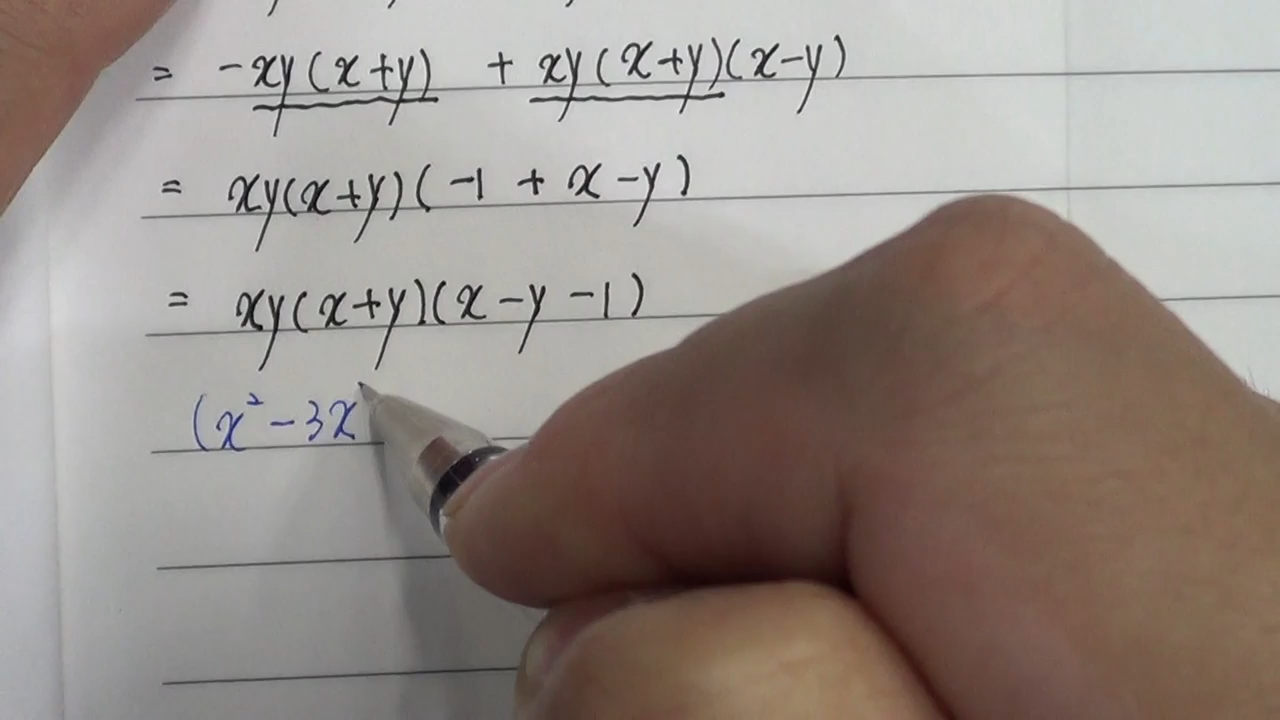 = -xy(x+y) + xy(x+y)(x-y)
= xy(x+y)(-1 + x-y)
= xy(x+y)(x-y-1)
(x²-3x